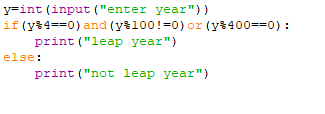 y=int(input("enter year"))
if(y%4==0)and(y%100!=0)or(y%400==0):
    print("leap year")
else:
    print("not leap year")